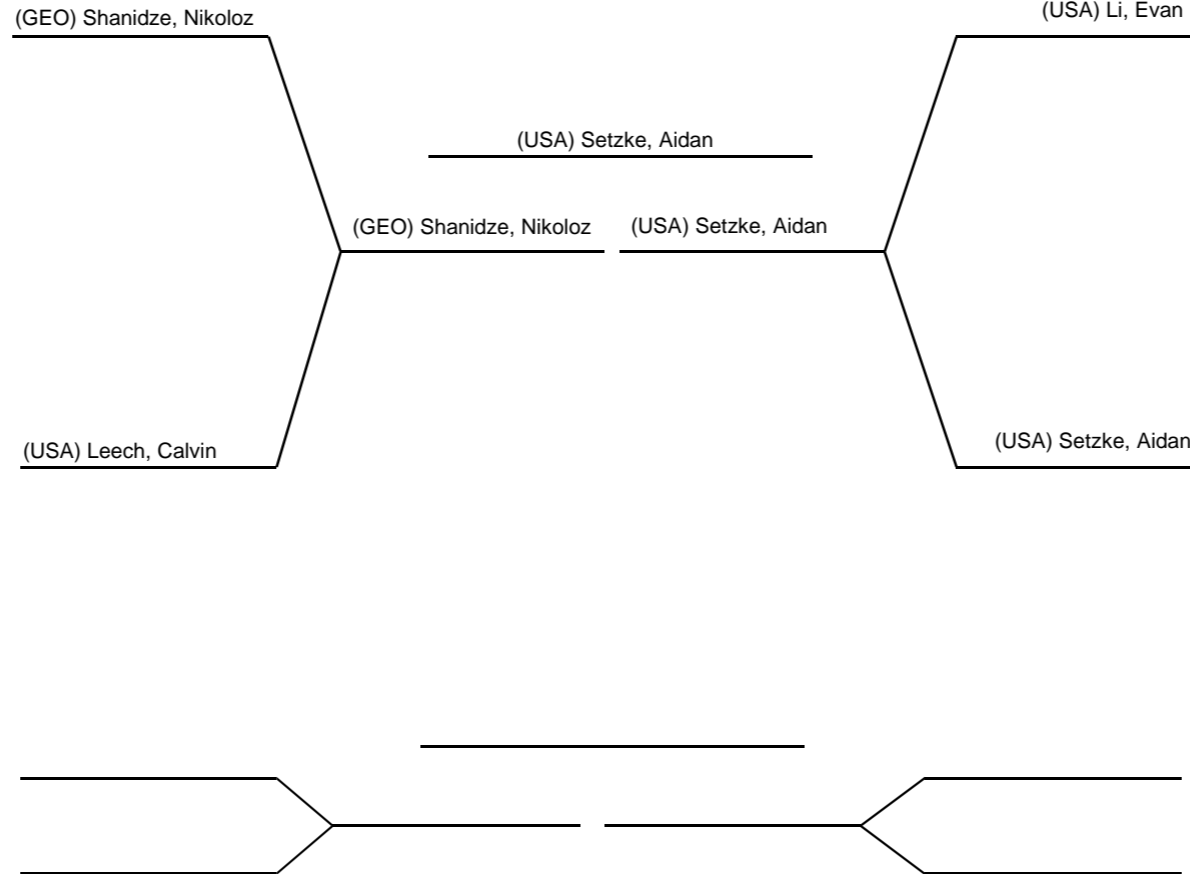 (GEO) Shanidze, Nikoloz
(USA) Li, Evan
(USA) Setzke, Aidan
(GEO) Shanidze, Nikoloz
(USA) Setzke, Aidan
(USA) Leech, Calvin
(USA) Setzke, Aidan